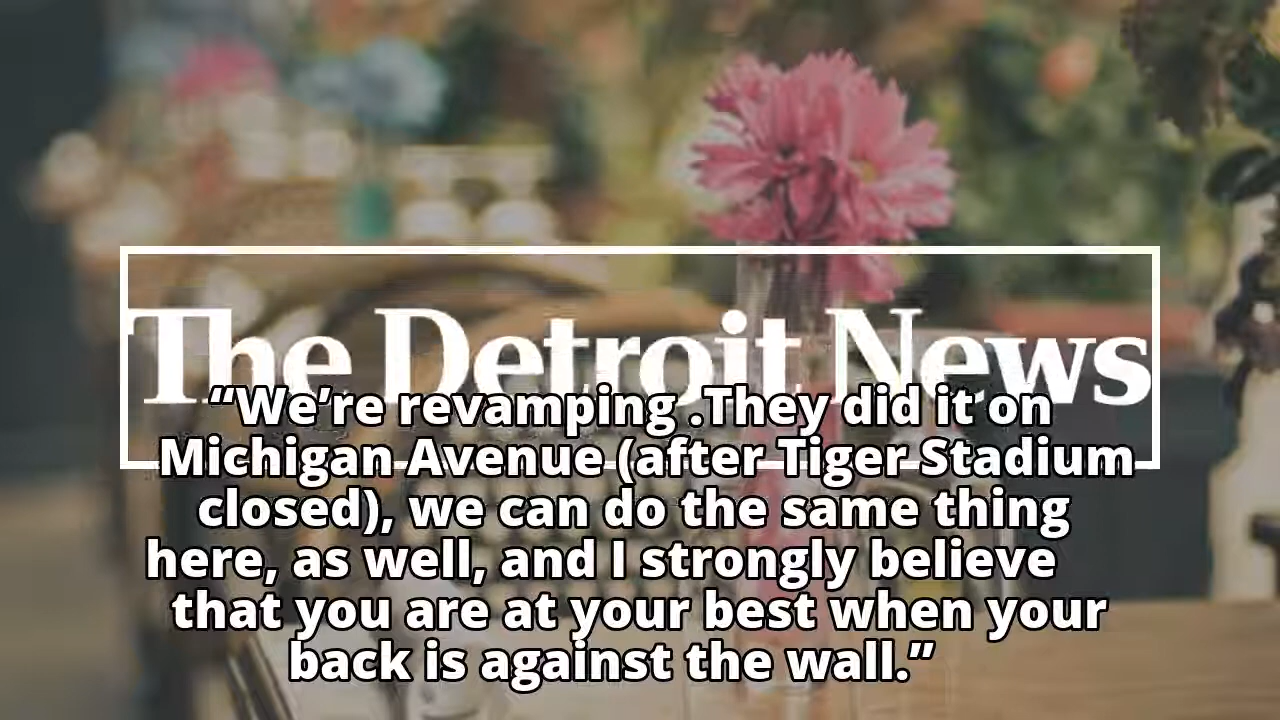 The Detroit News
“We’re revamping .They did it on
Michigan Avenue (after Tiger Stadium
closed), we can do the same thing
here, as well, and I strongly believe
that you are at your best when your
back is against the wall.”